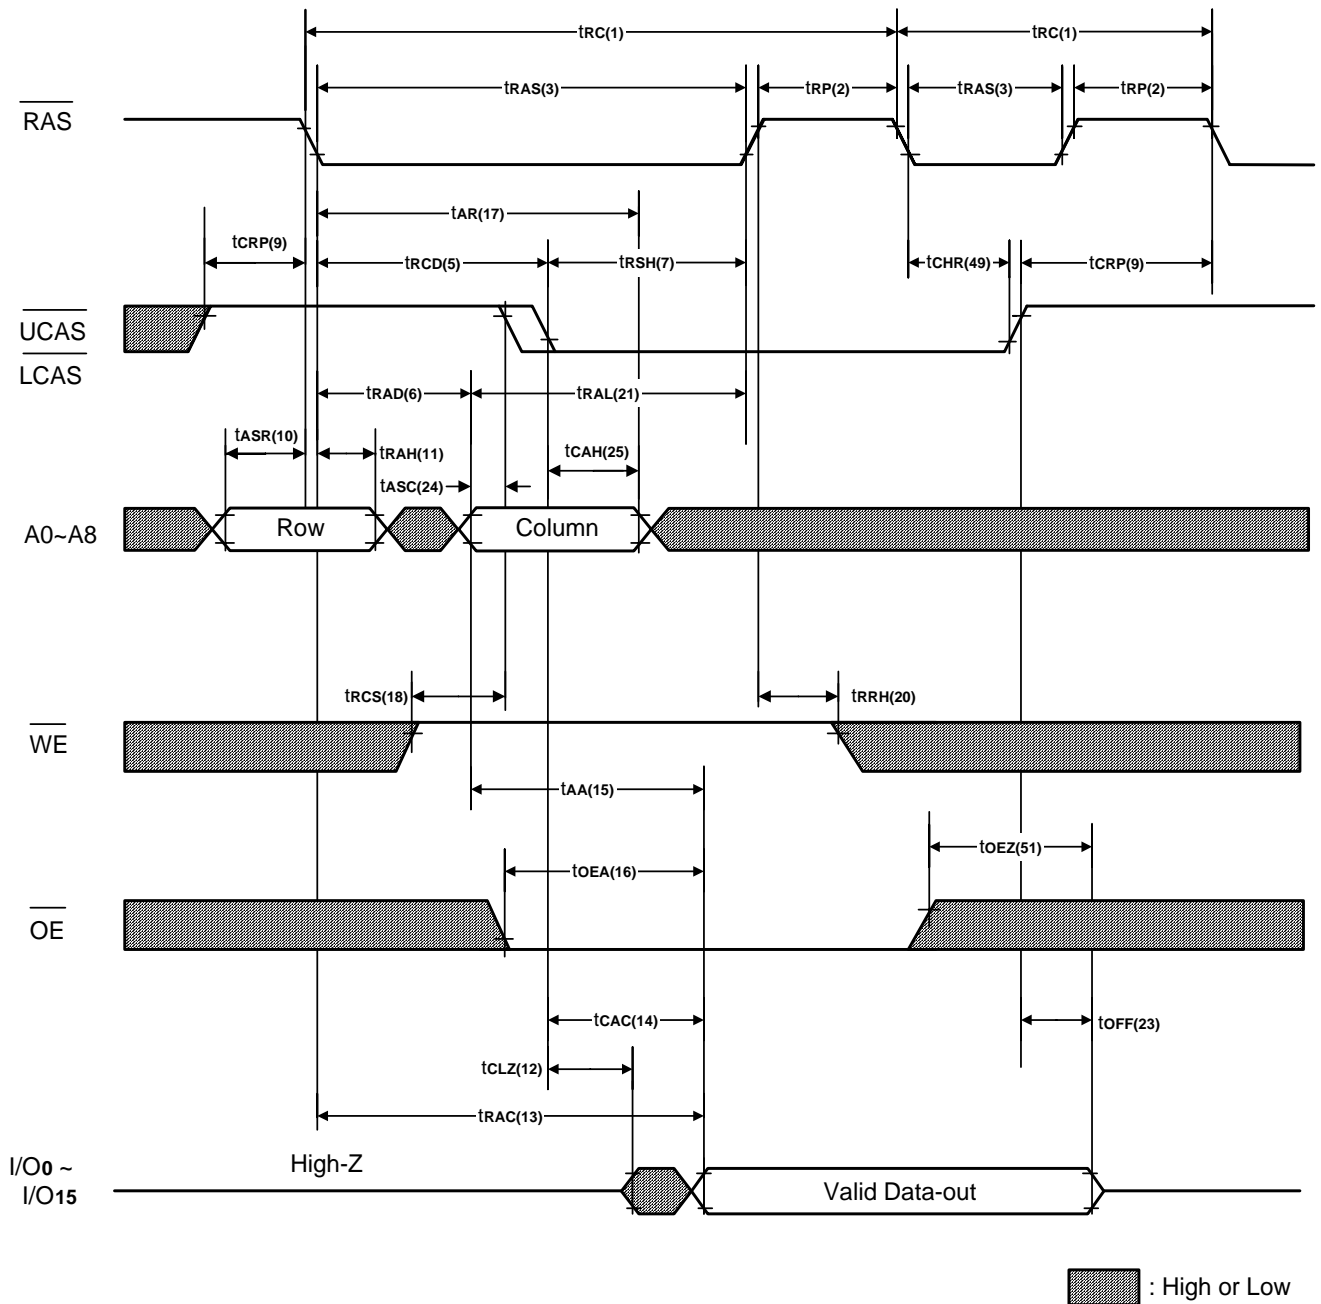 tRC(1) tRC(1)
tRAS(3) tRP(2) tRAS(3) tRP(2)
RAS
tAR(17)
tCRP(9) tRCD(5) tRSH(7) tCHR(49) tCRP(9)
UCAS
LCAS
tRAD(6) tRAL(21)
tASR(10) tRAH(11) tCAH(25)
tASC(24)
A0~A8 Row Column
tRCS(18) tRRH(20)
WE
tAA(15)
tOEZ(51)
tOEA(16)
OE
tCAC(14) tOFF(23)
tCLZ(12)
tRAC(13)
I/O0 ~ High-Z
I/O15 Valid Data-out
: High or Low